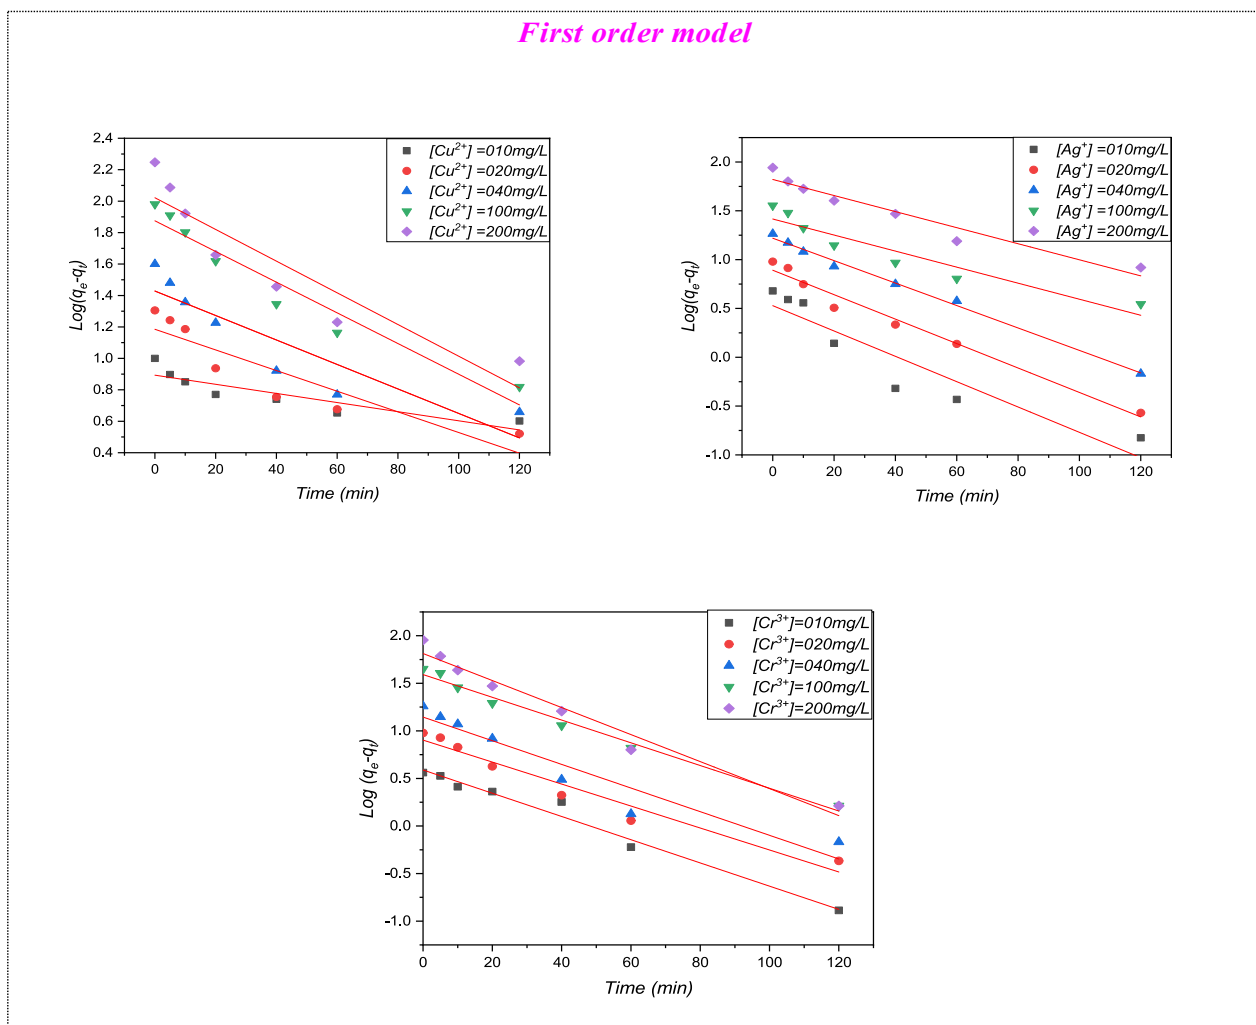 First order model
2.4
2.2
2.0
1.8
1.6
1.4
1.2
1.0
0.8
0.6
0.4
Log(qₑ-qₜ)
0
20
40
60
80
100
120
Time (min)
[Cu²⁺] =010mg/L
[Cu²⁺] =020mg/L
[Cu²⁺] =040mg/L
[Cu²⁺] =100mg/L
[Cu²⁺] =200mg/L
2.0
1.5
1.0
0.5
0.0
-0.5
-1.0
Log(qₑ-qₜ)
0
20
40
60
80
100
120
Time (min)
[Ag⁺] =010mg/L
[Ag⁺] =020mg/L
[Ag⁺] =040mg/L
[Ag⁺] =100mg/L
[Ag⁺] =200mg/L
2.0
1.5
1.0
0.5
0.0
-0.5
-1.0
Log (qₑ-qₜ)
0
20
40
60
80
100
120
Time (min)
[Cr³⁺]=010mg/L
[Cr³⁺]=020mg/L
[Cr³⁺]=040mg/L
[Cr³⁺]=100mg/L
[Cr³⁺]=200mg/L